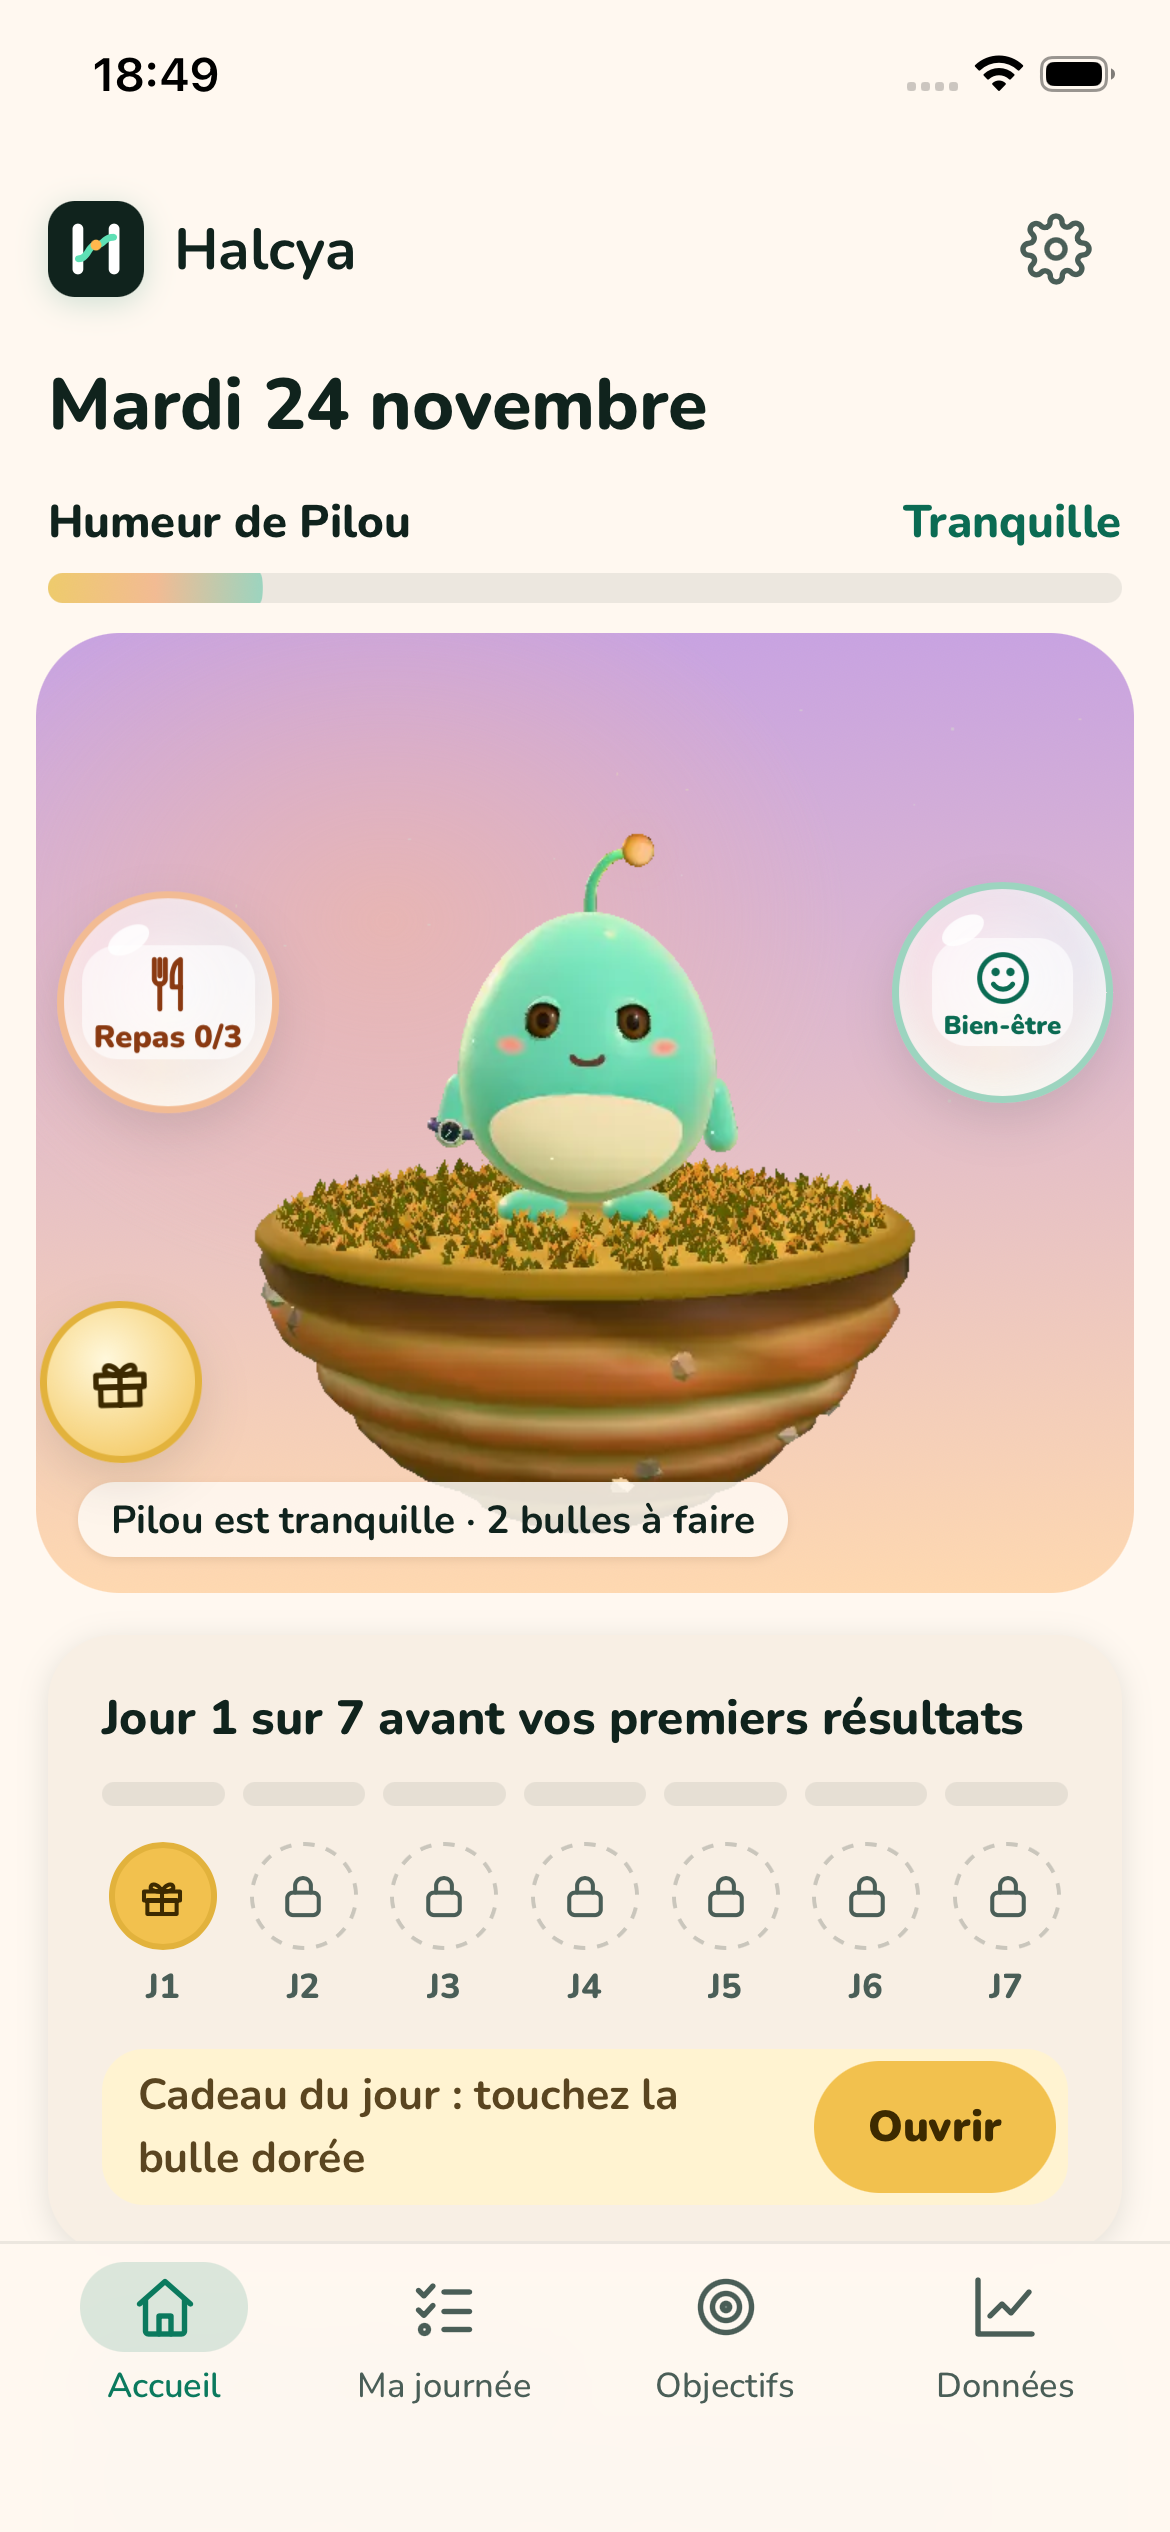 18:49
Halcya
Mardi 24 novembre
Humeur de Pilou
Tranquille
Repas 0/3
Bien-être
Pilou est tranquille · 2 bulles à faire
Jour 1 sur 7 avant vos premiers résultats
J1 J2 J3 J4 J5 J6 J7
Cadeau du jour : touchez la
bulle dorée
Ouvrir
Accueil Ma journée Objectifs Données